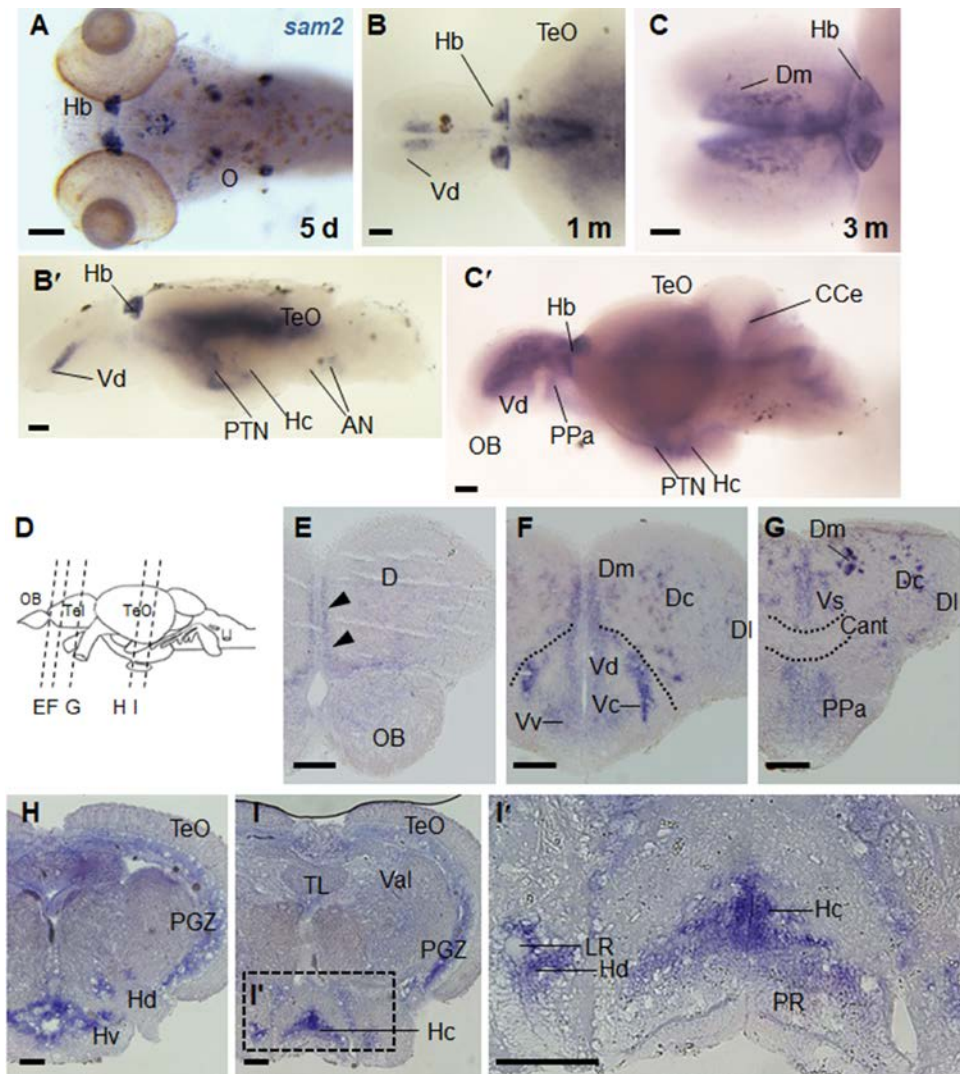 A
sam2
Hb
O
5 d
B
Hb
TeO
Vd
1 m
C
Dm
Hb
3 m
B′
Hb
TeO
Vd
PTN
Hc
AN
C′
TeO
CCe
Hb
Vd
PPa
OB
PTN
Hc
D
OB
Tel
TeO
EF G H I
E
D
OB
F
Dm
Dc
Dl
Vd
Vv
Vc
G
Dm
Dc
Dl
Vs
Cant
PPa
H
TeO
PGZ
Hd
Hv
I
TeO
TL
Val
PGZ
I'
Hc
I′
Hc
LR
Hd
PR